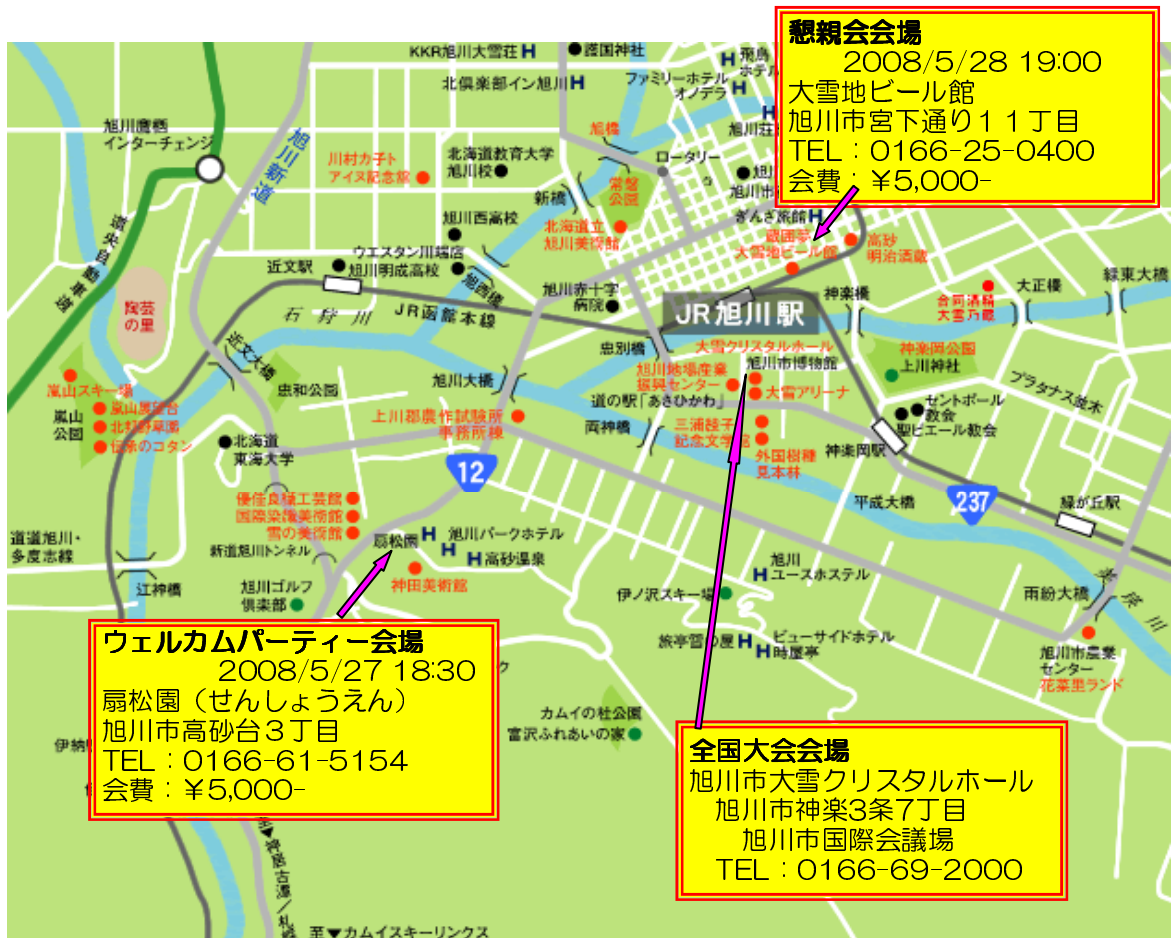 懇親会会場
2008/5/28 19:00
大雪地ビール館
旭川市宮下通り１１丁目
TEL：0166-25-0400
会費：￥5,000-
KKR旭川大雪荘 H
護国神社
北倶楽部イン旭川 H
ファミリーホテル
オノデラ H
H 飛鳥
ホテル
旭川鷹栖
インターチェンジ
旭川新道
道央自動車道
川村カ子ト
アイヌ記念館
北海道教育大学
旭川校
旭橋
ロータリー
常盤
公園
新橋
旭川西高校
北海道立
旭川美術館
ぎんざ旅館 H
蔵囲夢
大雪地ビール館
高砂
明治酒蔵
ウエスタン川端店
旭川明成高校
近文駅
旭西橋
旭川赤十字
病院
石狩川
JR函館本線
JR旭川駅
神楽橋
合同酒精
大雪乃蔵
大正橋
緑東大橋
陶芸
の里
近文大橋
忠別橋
大雪クリスタルホール
旭川市博物館
旭川地場産業
振興センター
大雪アリーナ
道の駅「あさひかわ」
神楽岡公園
上川神社
プラタナス並木
嵐山スキー場
嵐山展望台
北邦野草園
伝承のコタン
嵐山
公園
忠和公園
旭川大橋
上川郡農作試験所
事務所棟
両神橋
三浦綾子
記念文学館
外国樹種
見本林
セントポール
教会
聖ピエール教会
神楽岡駅
北海道
東海大学
12
237
平成大橋
緑が丘駅
優佳良織工芸館
国際染織美術館
雪の美術館
道道旭川・
多度志線
新道旭川トンネル
扇松園
H 旭川パークホテル
H
H 高砂温泉
神田美術館
江神橋
旭川ゴルフ
倶楽部
旭川
H ユースホステル
伊ノ沢スキー場
雨紛大橋
美瑛川
H
H ビューサイドホテル
時屋亭
旭川市農業
センター
花菜里ランド
カムイの杜公園
富沢ふれあいの家
ウェルカムパーティー会場
2008/5/27 18:30
扇松園（せんしょうえん）
旭川市高砂台３丁目
TEL：0166-61-5154
会費：￥5,000-
全国大会会場
旭川市大雪クリスタルホール
旭川市神楽3条7丁目
旭川市国際会議場
TEL：0166-69-2000
至▼カムイスキーリンクス